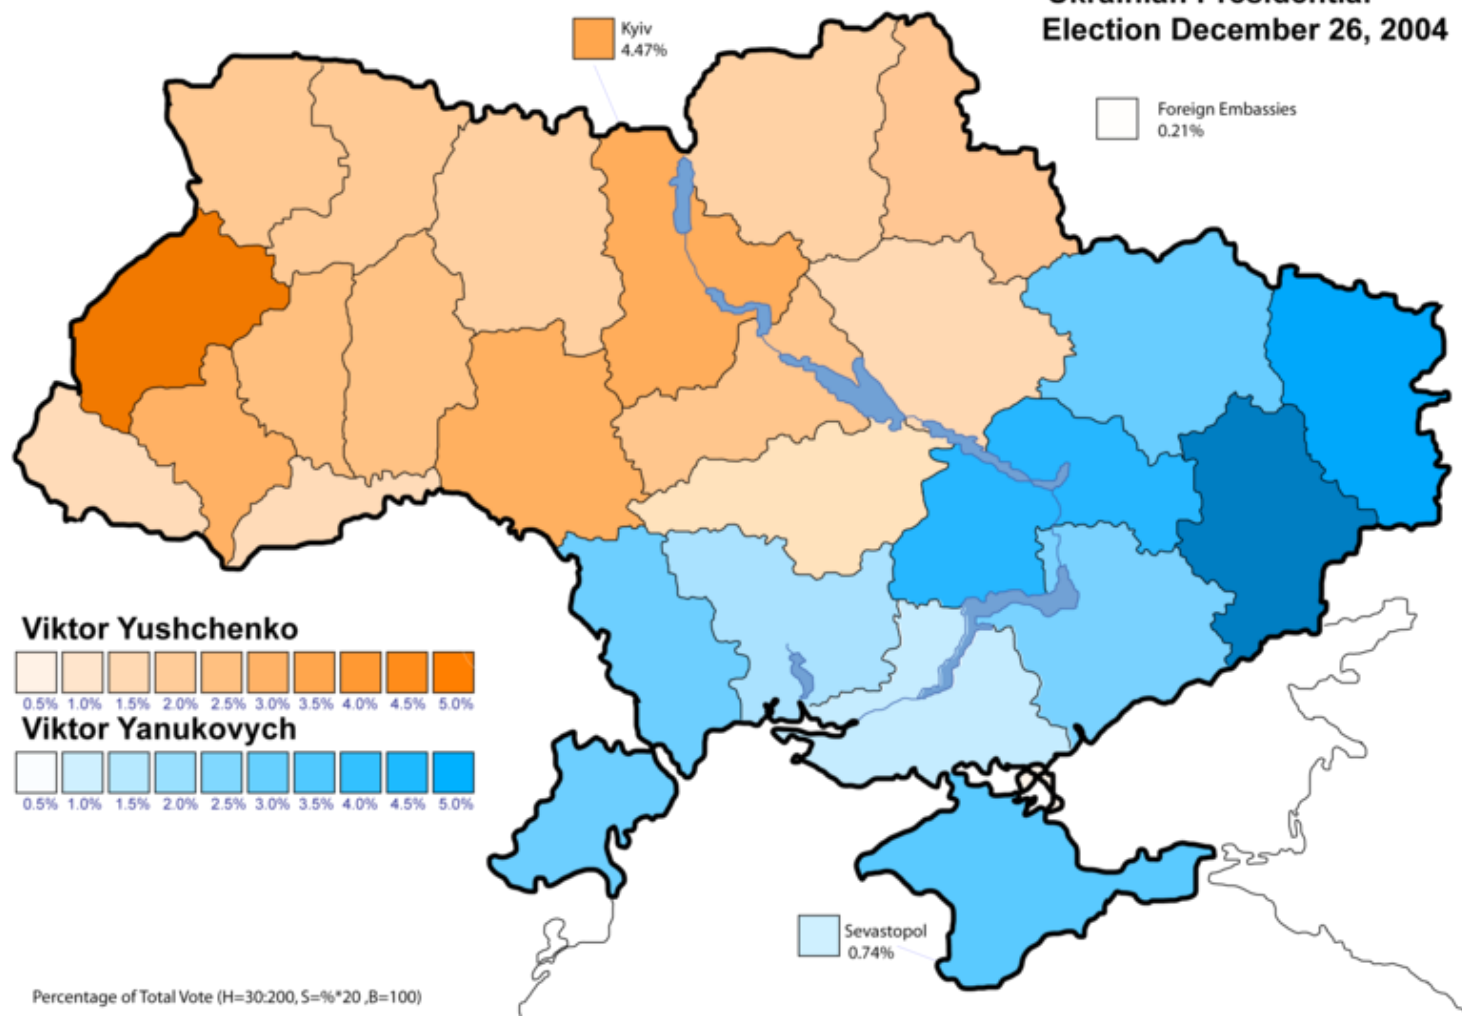 Ukrainian Presidential
Election December 26, 2004
Kyiv
4.47%
Foreign Embassies
0.21%
Viktor Yushchenko
0.5% 1.0% 1.5% 2.0% 2.5% 3.0% 3.5% 4.0% 4.5% 5.0%
Viktor Yanukovych
0.5% 1.0% 1.5% 2.0% 2.5% 3.0% 3.5% 4.0% 4.5% 5.0%
Sevastopol
0.74%
Percentage of Total Vote (H=30:200, S=%*20 ,B=100)